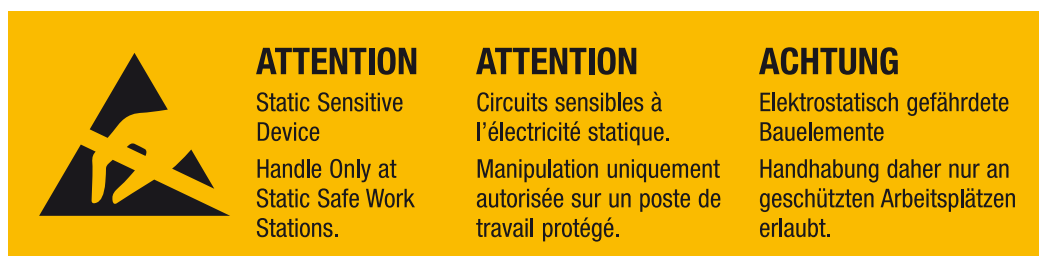 ATTENTION
Static Sensitive
Device
Handle Only at
Static Safe Work
Stations.
ATTENTION
Circuits sensibles à
l'électricité statique.
Manipulation uniquement
autorisée sur un poste de
travail protégé.
ACHTUNG
Elektrostatisch gefährdete
Bauelemente
Handhabung daher nur an
geschützten Arbeitsplätzen
erlaubt.